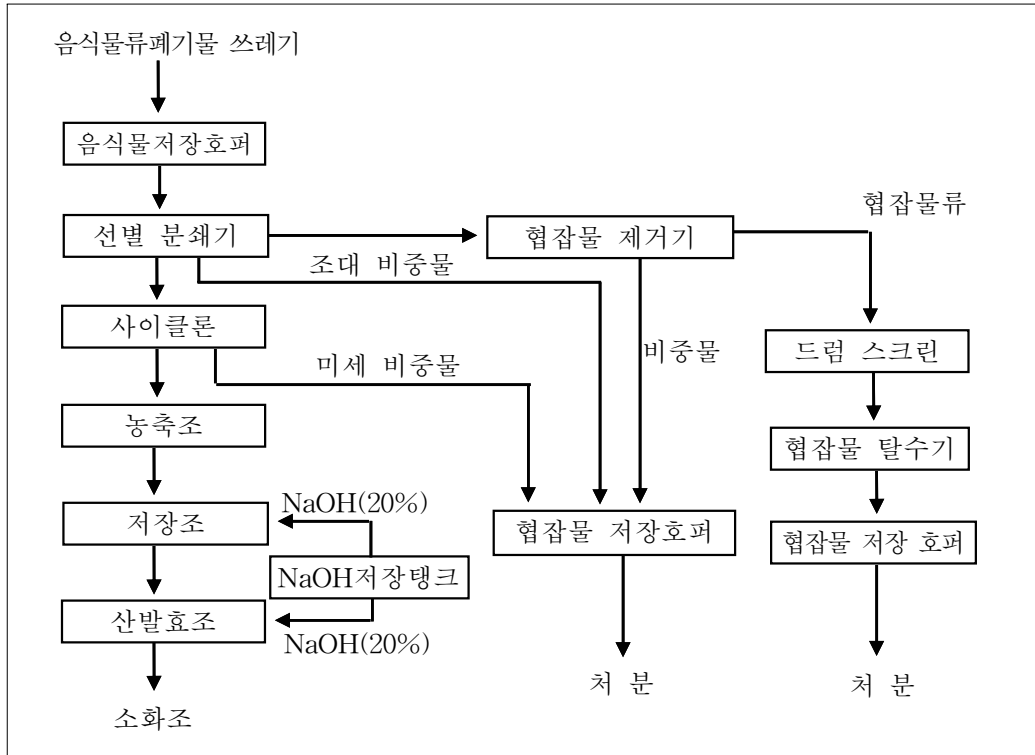 음식물류폐기물 쓰레기
음식물저장호퍼
선별 분쇄기
협잡물 제거기
협잡물류
조대 비중물
사이클론
비중물
드럼 스크린
미세 비중물
농축조
협잡물 탈수기
NaOH(20%)
저장조
협잡물 저장호퍼
협잡물 저장 호퍼
NaOH저장탱크
산발효조
NaOH(20%)
처 분
처 분
소화조